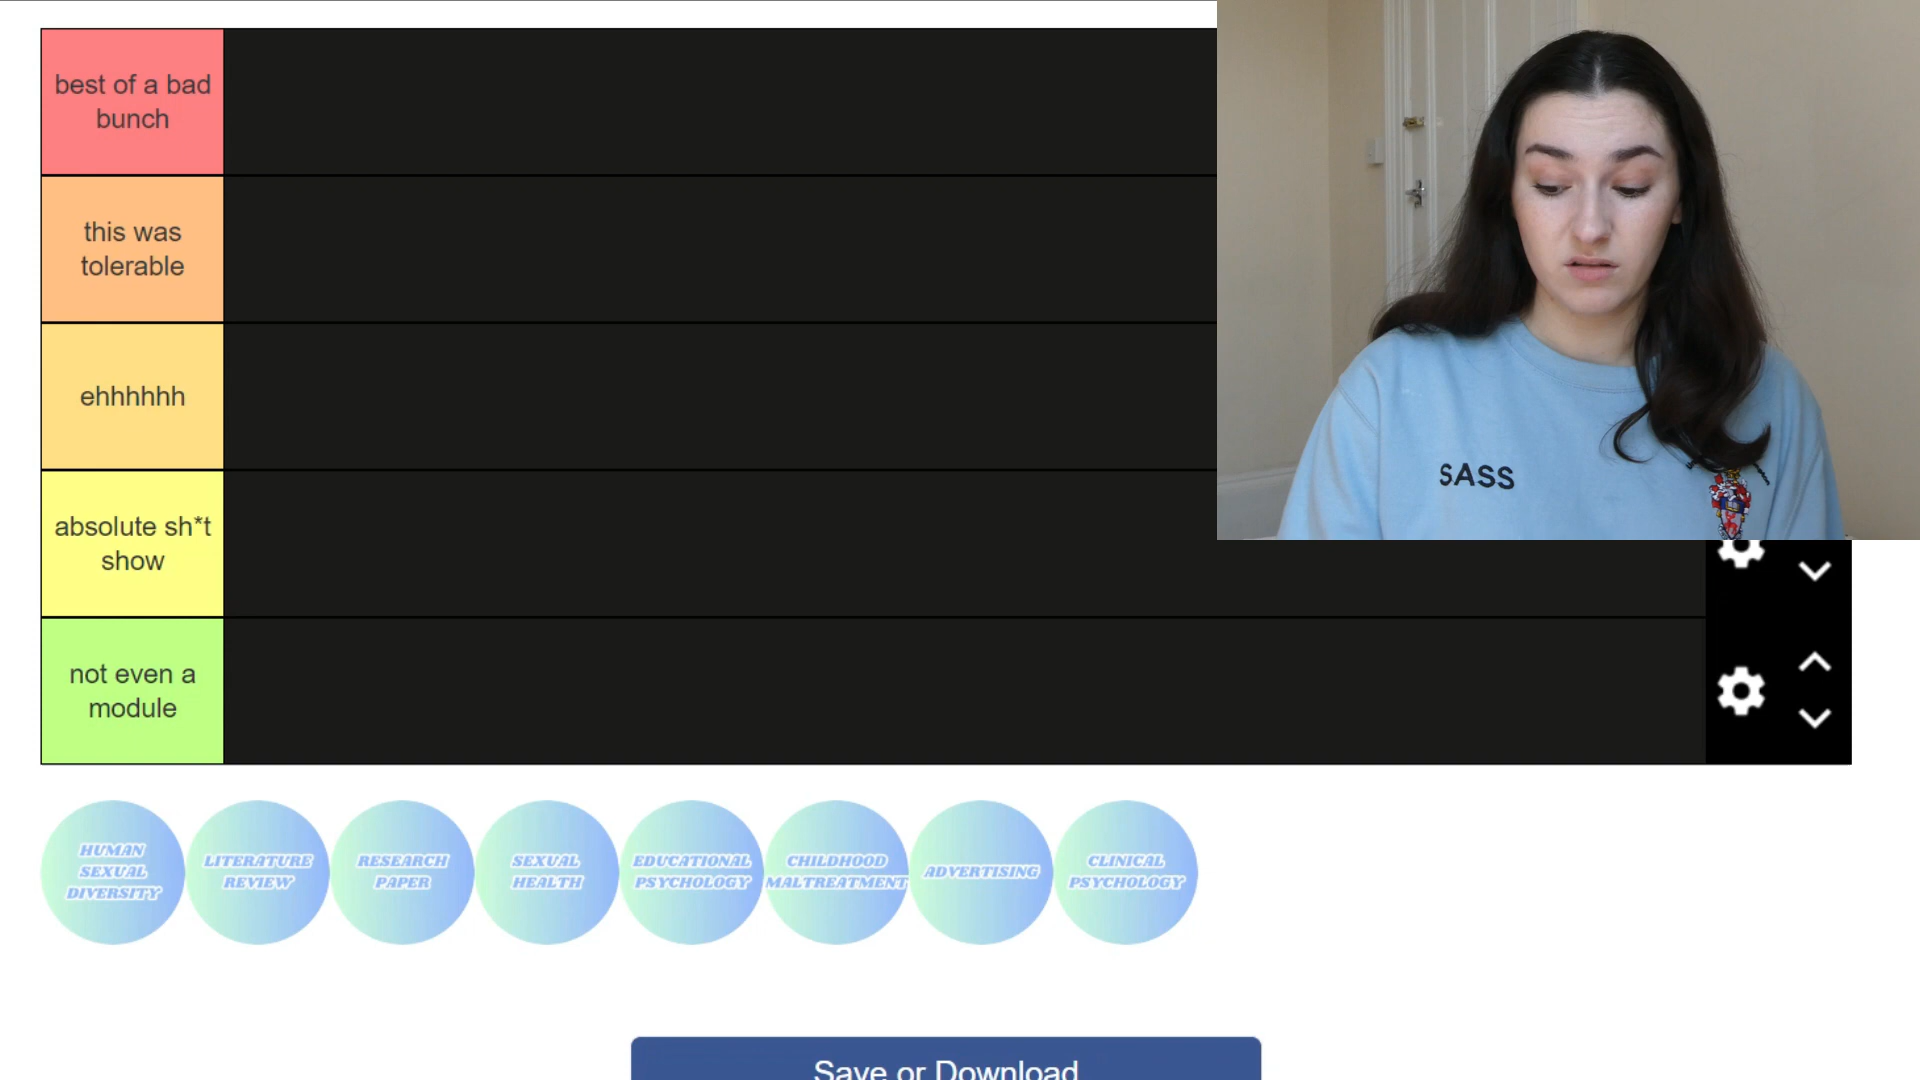 best of a bad
bunch
this was
tolerable
ehhhhhh
absolute sh*t
show
not even a
module
SASS
HUMAN
SEXUAL
DIVERSITY
LITERATURE
REVIEW
RESEARCH
PAPER
SEXUAL
HEALTH
EDUCATIONAL
PSYCHOLOGY
CHILDHOOD
MALTREATMENT
ADVERTISING
CLINICAL
PSYCHOLOGY
Save or Download